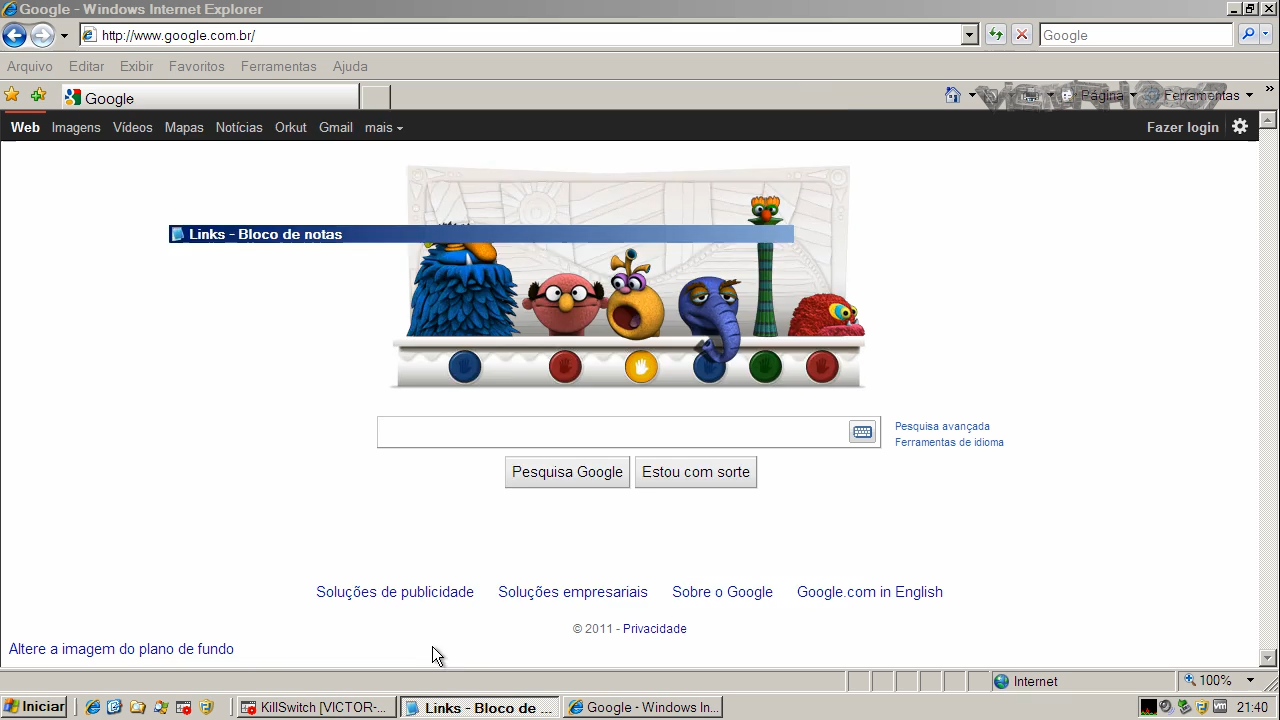 Google - Windows Internet Explorer
http://www.google.com.br/
Google
Arquivo Editar Exibir Favoritos Ferramentas Ajuda
Google
Página Ferramentas
Web Imagens Vídeos Mapas Notícias Orkut Gmail mais
Fazer login
Links - Bloco de notas
Pesquisa avançada
Ferramentas de idioma
Pesquisa Google
Estou com sorte
Soluções de publicidade Soluções empresariais Sobre o Google Google.com in English
© 2011 - Privacidade
Altere a imagem do plano de fundo
Internet
100%
Iniciar
KillSwitch [VICTOR-...
Links - Bloco de ...
Google - Windows In...
21:40